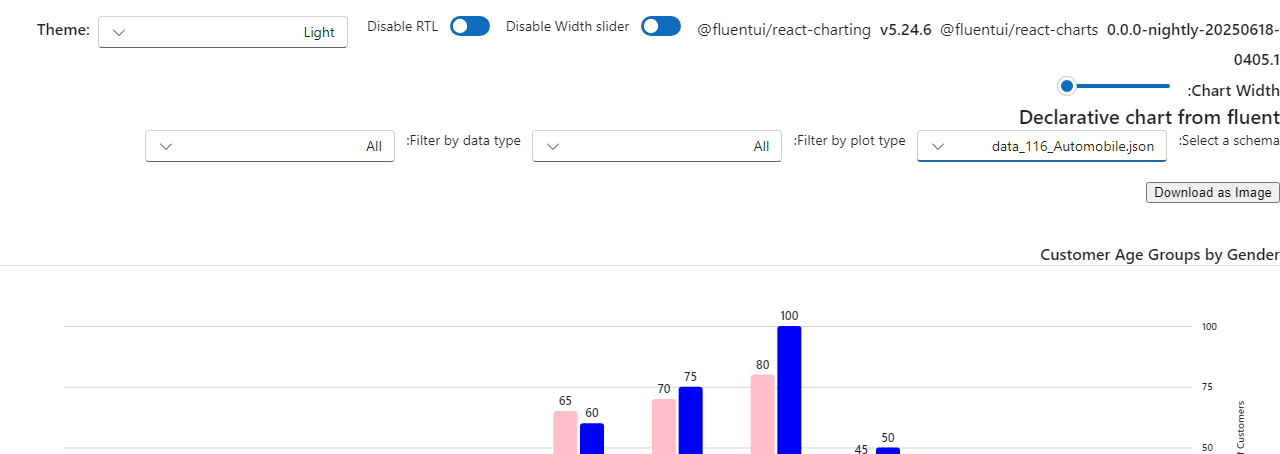 Theme: Light Disable RTL Disable Width slider @fluentui/react-charting v5.24.6 @fluentui/react-charts 0.0.0-nightly-20250618-
0405.1
:Chart Width
Declarative chart from fluent
:Select a schema data_116_Automobile.json :Filter by plot type All :Filter by data type All
Download as Image
Customer Age Groups by Gender
100
100
80
75
75
70
65
60
50
50
45
f Customers